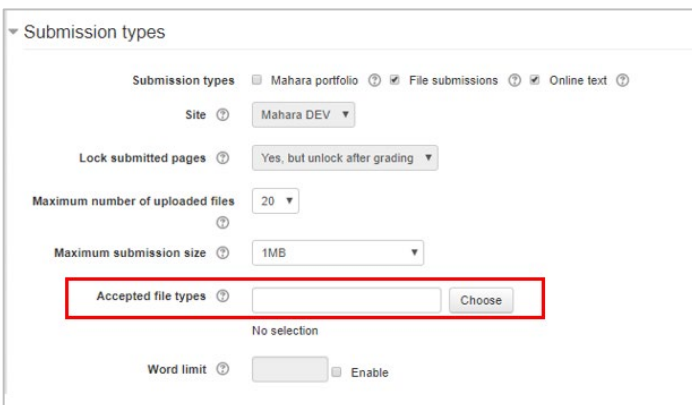 Submission types
Submission types Mahara portfolio File submissions Online text
Site Mahara DEV
Lock submitted pages Yes, but unlock after grading
Maximum number of uploaded files 20
Maximum submission size 1MB
Accepted file types Choose
No selection
Word limit Enable